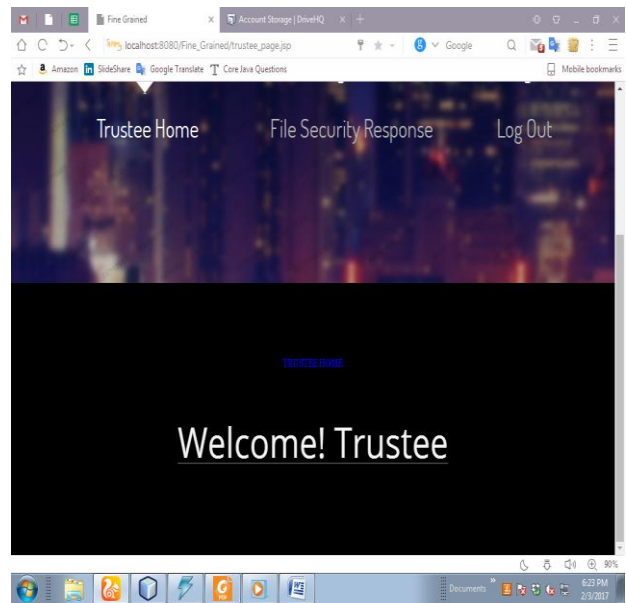 Fine Grained
Account Storage | DriveHQ
localhost:8080/Fine_Grained/trustee_page.jsp
Google
Amazon
SlideShare
Google Translate
Core Java Questions
Mobile bookmarks
Trustee Home
File Security Response
Log Out
TRUSTEE HOME
Welcome! Trustee
90%
Documents
6:23 PM
2/3/2017